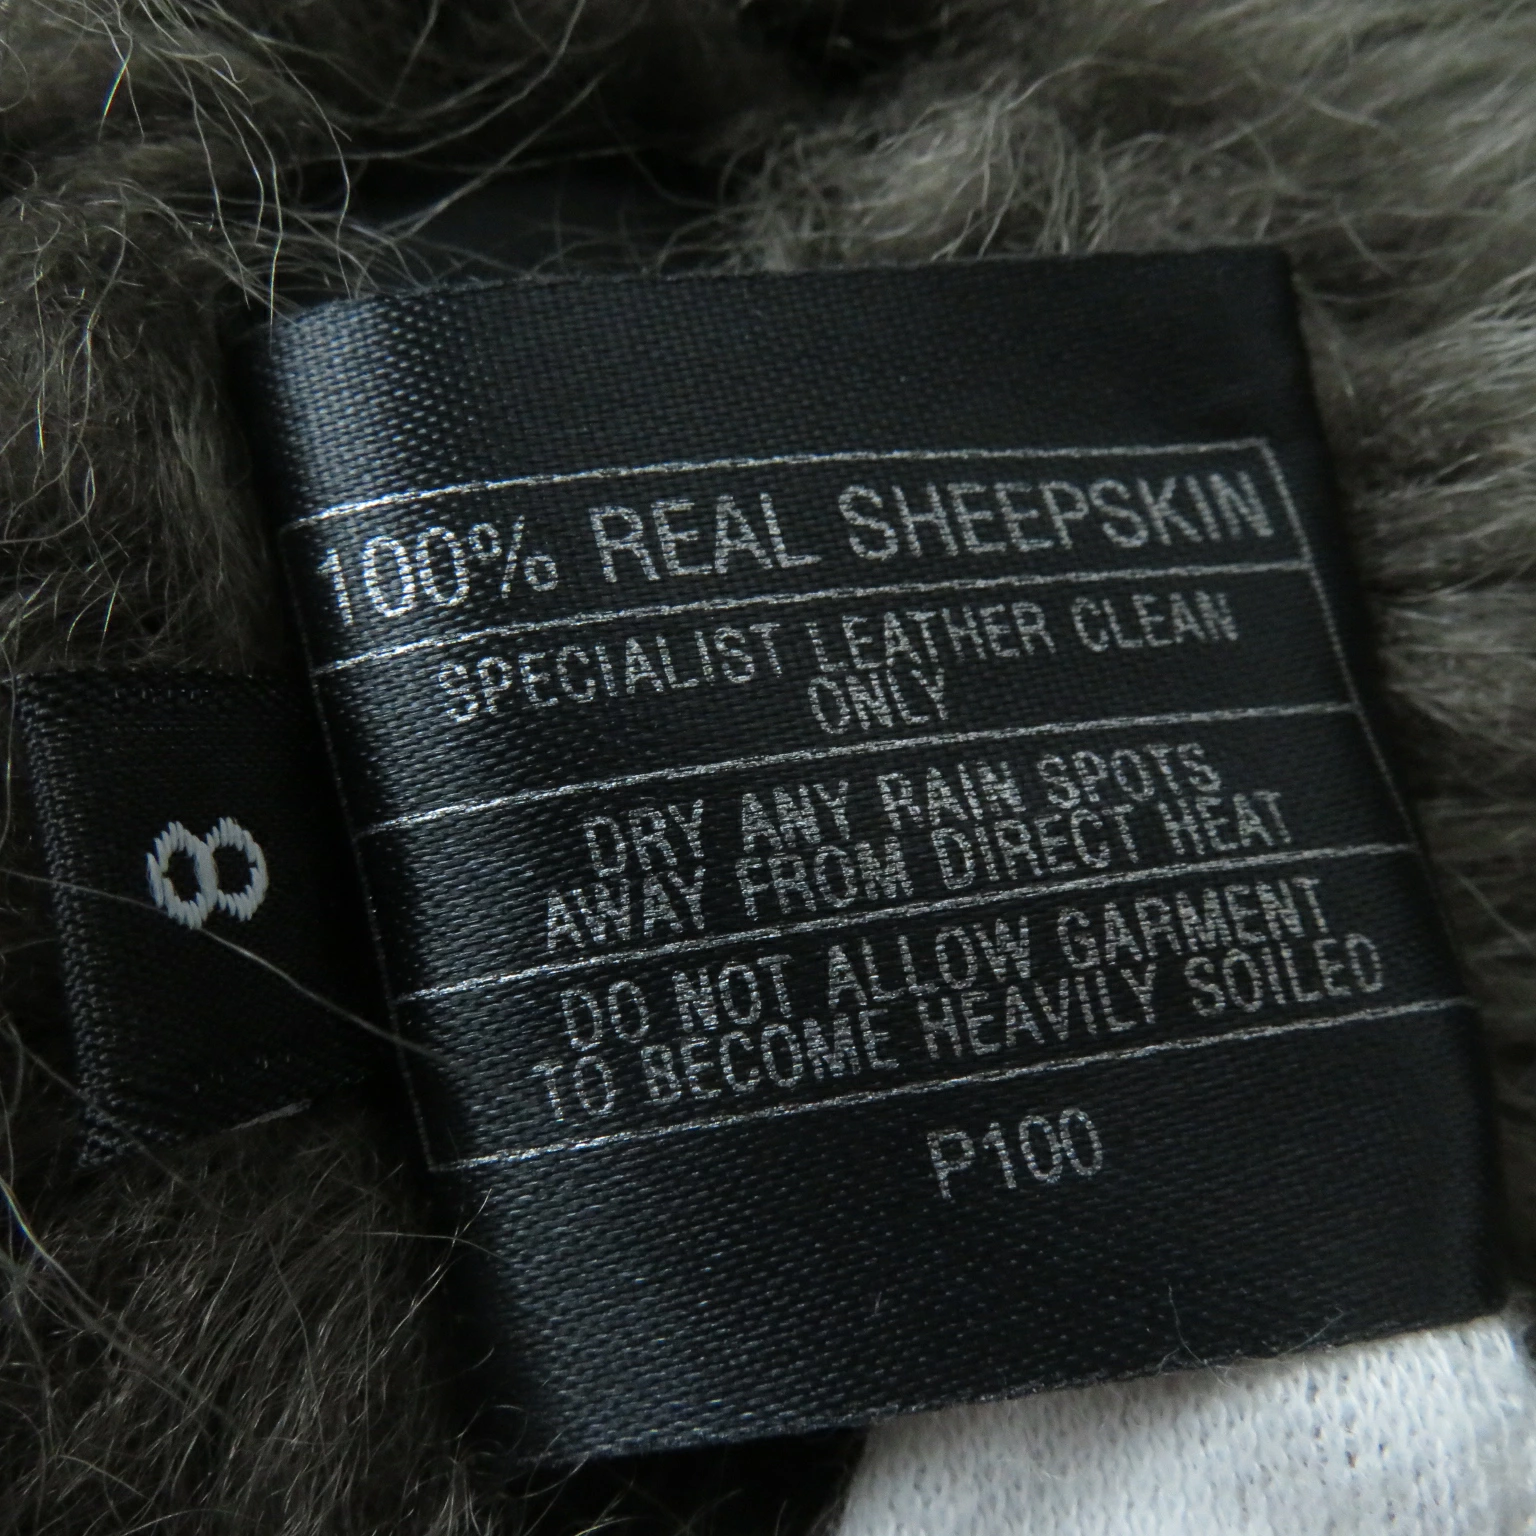 100% REAL SHEEPSKIN
SPECIALIST LEATHER CLEAN
ONLY
DRY ANY RAIN SPOTS
AWAY FROM DIRECT HEAT
DO NOT ALLOW GARMENT
TO BECOME HEAVILY SOILED
P100
8